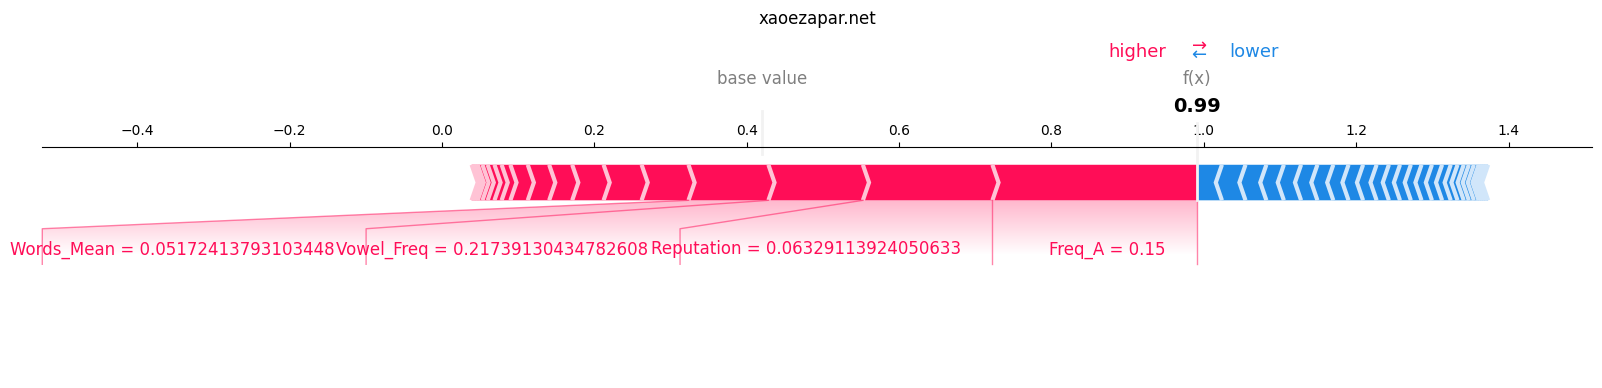 xaoezapar.net
higher ⇄ lower
base value f(x)
0.99
−0.4 −0.2 0.0 0.2 0.4 0.6 0.8 1.0 1.2 1.4
Words_Mean = 0.05172413793103448 Vowel_Freq = 0.21739130434782608 Reputation = 0.06329113924050633 Freq_A = 0.15